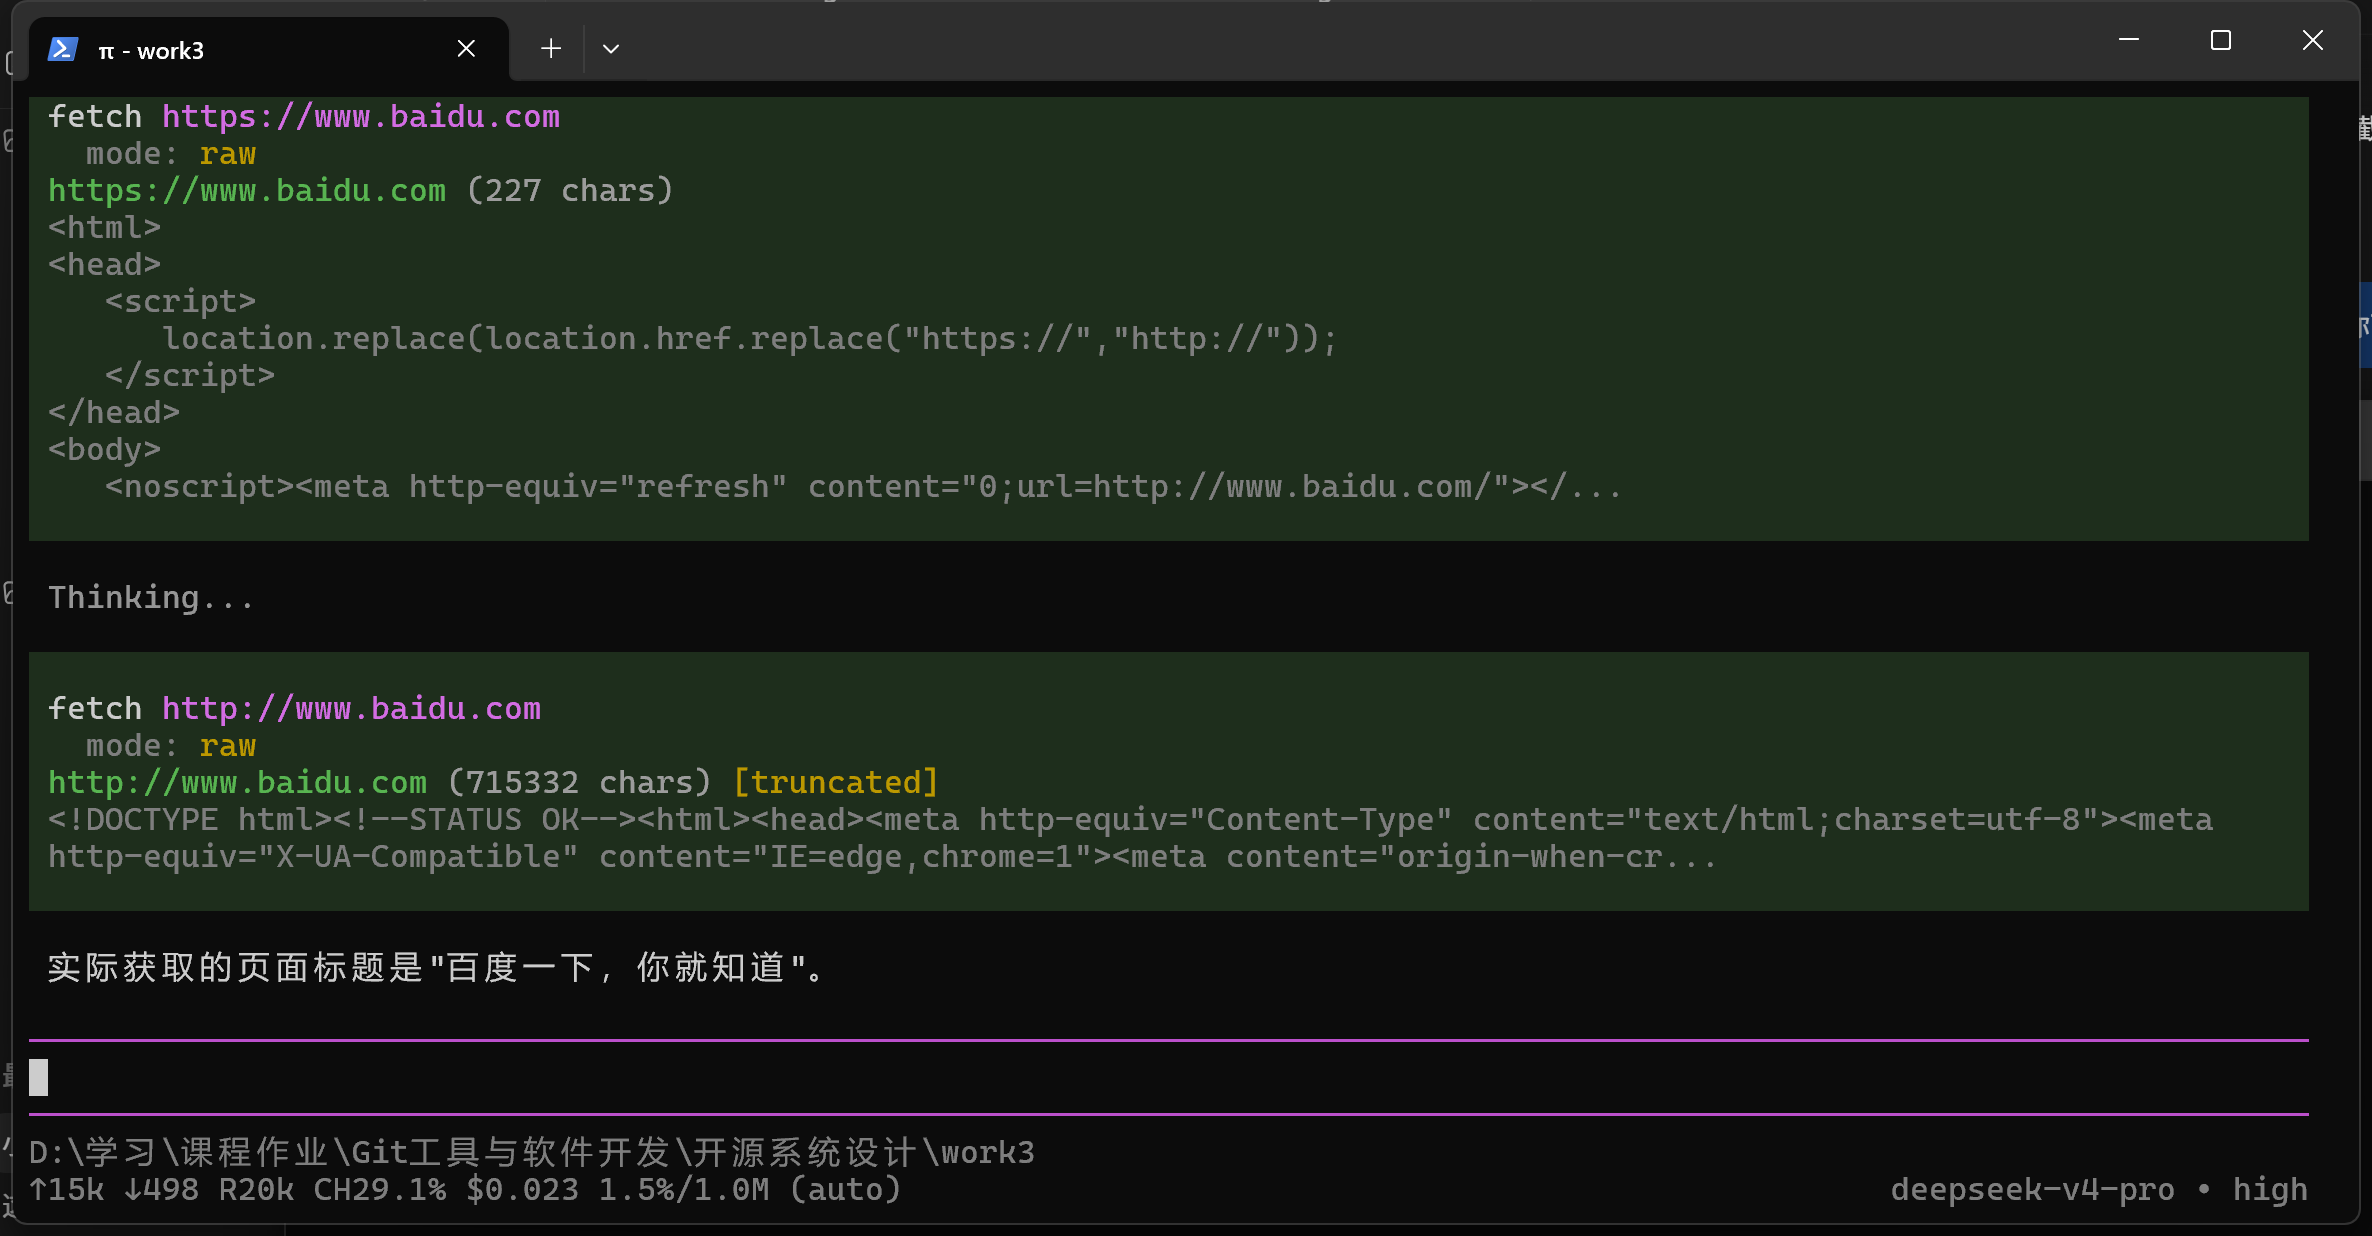 π - work3
fetch https://www.baidu.com
mode: raw
https://www.baidu.com (227 chars)
<html>
<head>
<script>
location.replace(location.href.replace("https://","http://"));
</script>
</head>
<body>
<noscript><meta http-equiv="refresh" content="0;url=http://www.baidu.com/"></...
Thinking...
fetch http://www.baidu.com
mode: raw
http://www.baidu.com (715332 chars) [truncated]
<!DOCTYPE html><!--STATUS OK--><html><head><meta http-equiv="Content-Type" content="text/html;charset=utf-8"><meta
http-equiv="X-UA-Compatible" content="IE=edge,chrome=1"><meta content="origin-when-cr...
实际获取的页面标题是"百度一下，你就知道"。
D:\学习\课程作业\Git工具与软件开发\开源系统设计\work3
↑15k ↓498 R20k CH29.1% $0.023 1.5%/1.0M (auto)
deepseek-v4-pro • high